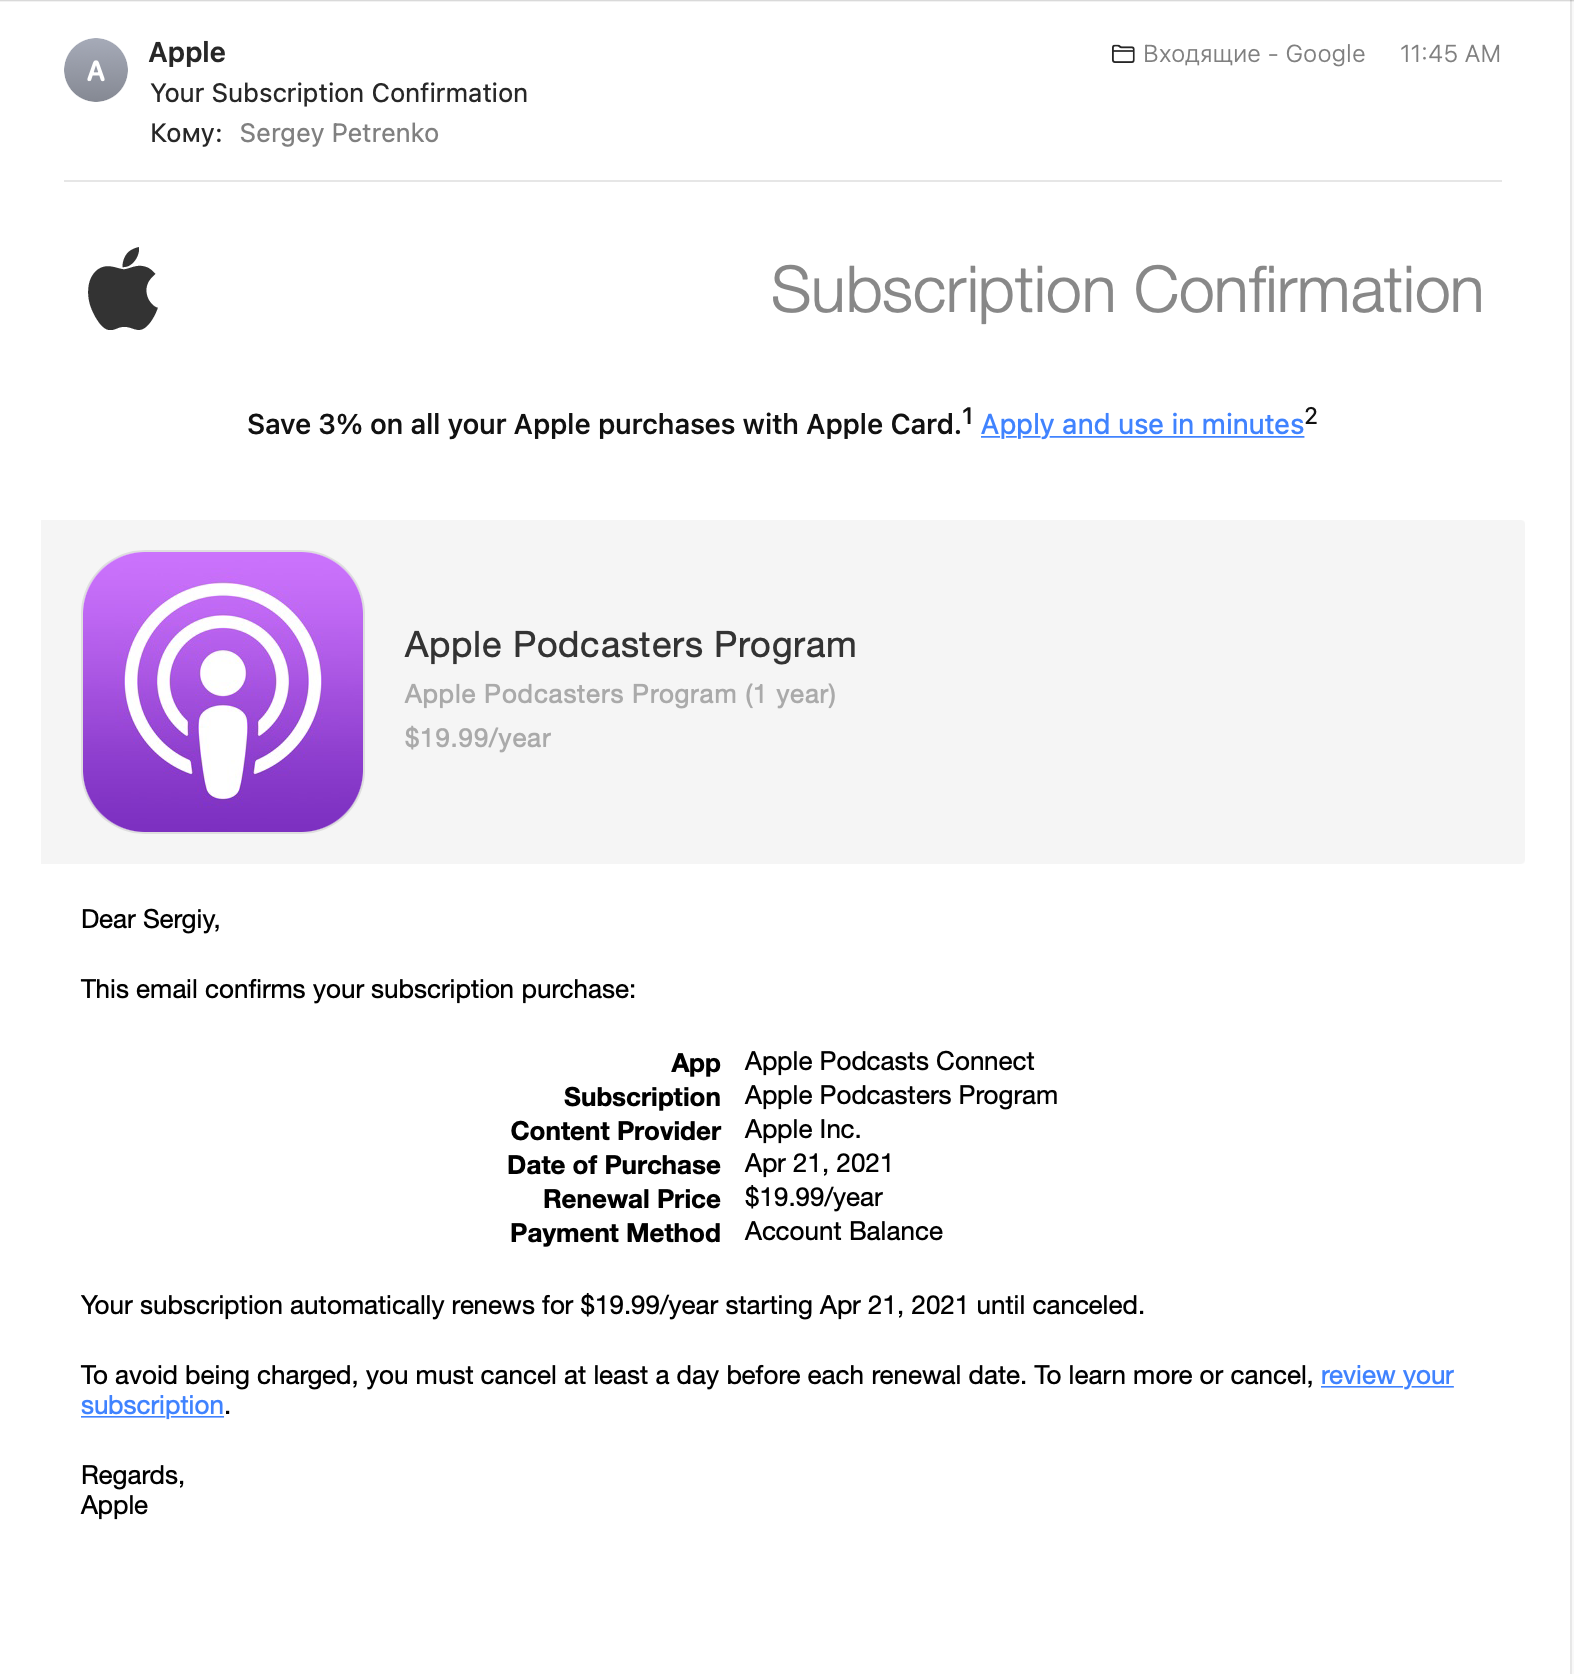 A
Apple
Входящие - Google
11:45 AM
Your Subscription Confirmation
Кому: Sergey Petrenko
Subscription Confirmation
Save 3% on all your Apple purchases with Apple Card.1 Apply and use in minutes2
Apple Podcasters Program
Apple Podcasters Program (1 year)
$19.99/year
Dear Sergiy,
This email confirms your subscription purchase:
App Apple Podcasts Connect
Subscription Apple Podcasters Program
Content Provider Apple Inc.
Date of Purchase Apr 21, 2021
Renewal Price $19.99/year
Payment Method Account Balance
Your subscription automatically renews for $19.99/year starting Apr 21, 2021 until canceled.
To avoid being charged, you must cancel at least a day before each renewal date. To learn more or cancel, review your
subscription.
Regards,
Apple